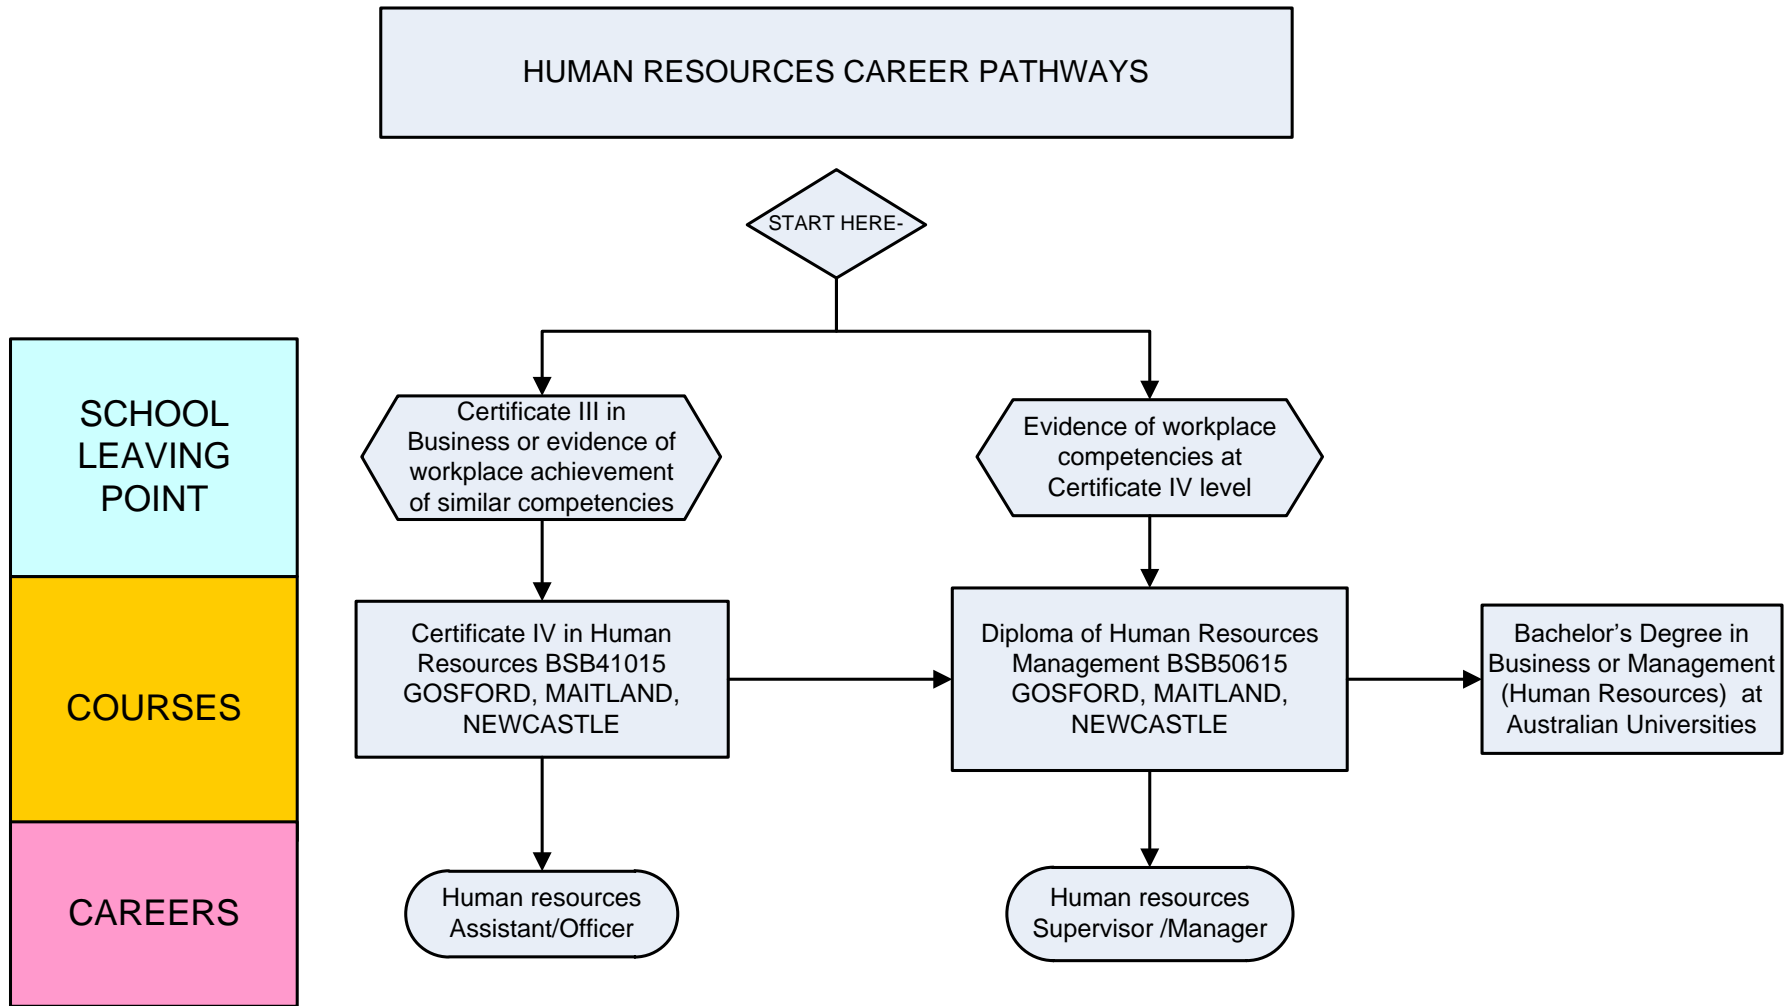 HUMAN RESOURCES CAREER PATHWAYS
START HERE-
SCHOOL
LEAVING
POINT
Certificate III in
Business or evidence of
workplace achievement
of similar competencies
Evidence of workplace
competencies at
Certificate IV level
COURSES
Certificate IV in Human
Resources BSB41015
GOSFORD, MAITLAND,
NEWCASTLE
Diploma of Human Resources
Management BSB50615
GOSFORD, MAITLAND,
NEWCASTLE
Bachelor’s Degree in
Business or Management
(Human Resources)  at
Australian Universities
CAREERS
Human resources
Assistant/Officer
Human resources
Supervisor /Manager